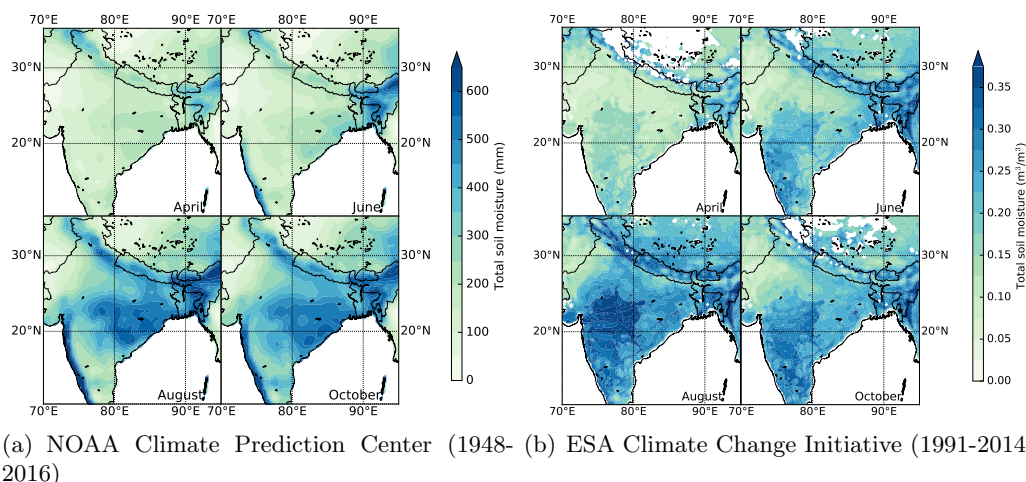 70°E 80°E 90°E 70°E 80°E 90°E
30°N 30°N
20°N 20°N
April June
30°N 30°N
20°N 20°N
August October
70°E 80°E 90°E 70°E 80°E 90°E
600
500
400
300
200
100
0
Total soil moisture (mm)
70°E 80°E 90°E 70°E 80°E 90°E
30°N
20°N
April June
30°N
20°N
August October
70°E 80°E 90°E 70°E 80°E 90°E
0.35
0.30
0.25
0.20
0.15
0.10
0.05
0.00
Total soil moisture (m³/m³)
(a) NOAA Climate Prediction Center (1948-
2016)
(b) ESA Climate Change Initiative (1991-2014